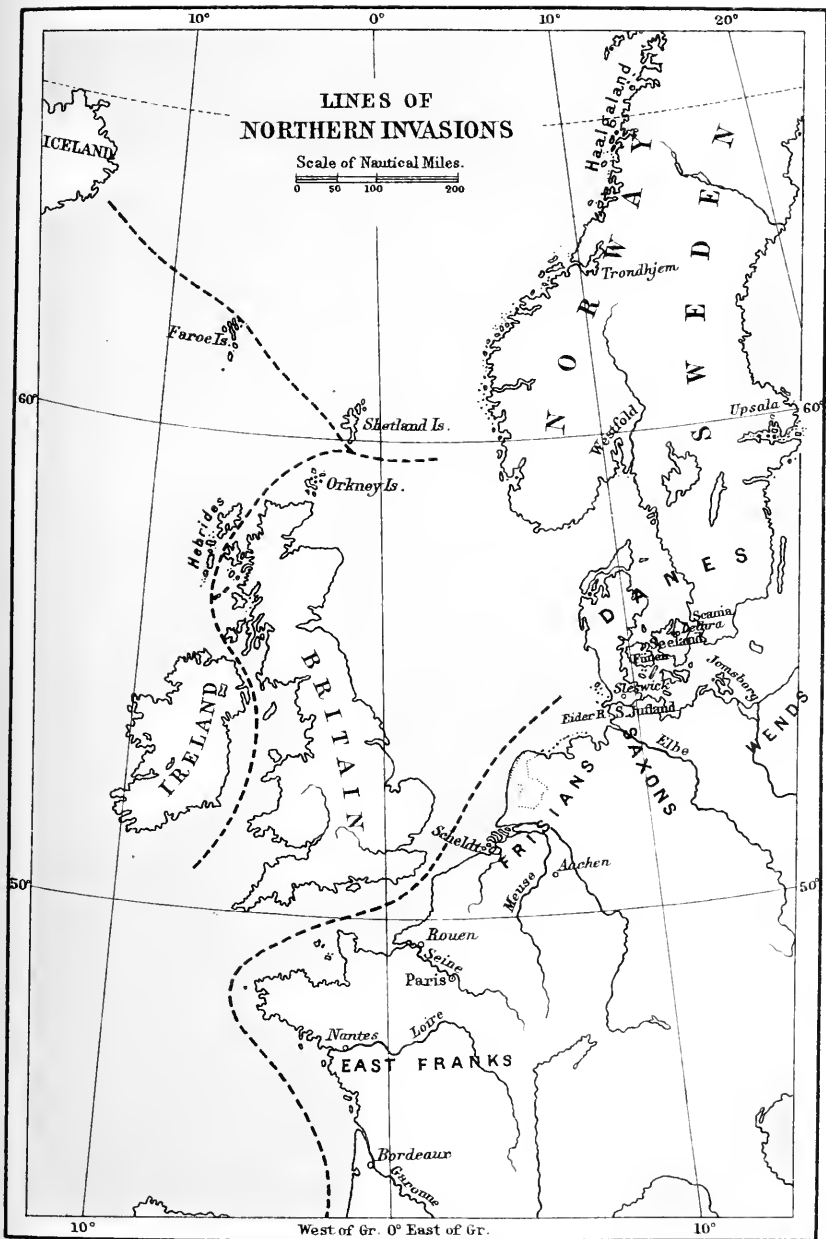 10° 0° 10° 20°
LINES OF
NORTHERN INVASIONS
Scale of Nautical Miles.
0 50 100 200
ICELAND
Haalgaland
NORWAY
SWEDEN
Trondhjem
Faroe Is.
60°
60°
Shetland Is.
Westfold
Upsala
Orkney Is.
Hebrides
DANES
Scania
Seeland
Funen
Sleswick
Jomsborg
Eider R.
S. Jutland
WENDS
BRITAIN
IRELAND
Elbe
SAXONS
FRISIANS
Scheldt
Meuse
Aachen
50°
50°
Rouen
Seine
Paris
Nantes
Loire
EAST FRANKS
Bordeaux
Garonne
10° West of Gr. 0° East of Gr. 10°